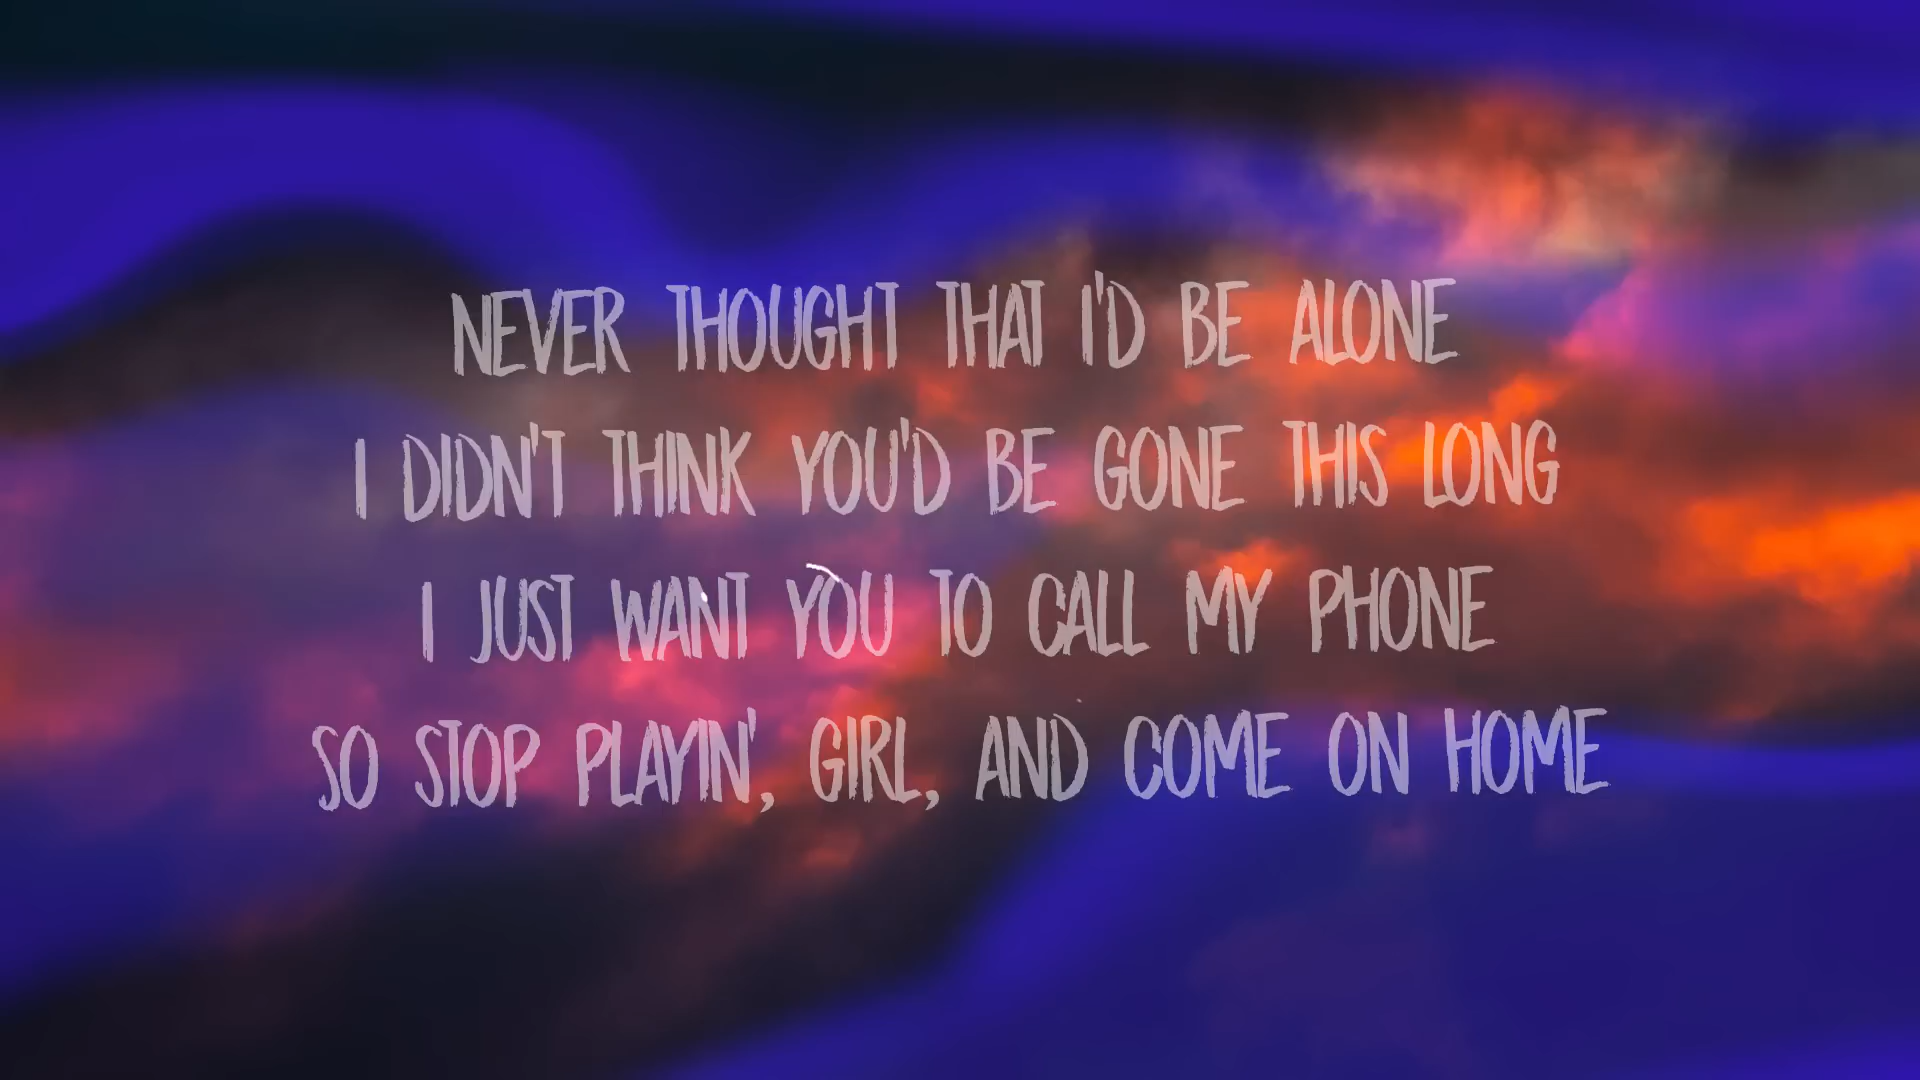 NEVER THOUGHT THAT I'D BE ALONE
I DIDN'T THINK YOU'D BE GONE THIS LONG
I JUST WANT YOU TO CALL MY PHONE
SO STOP PLAYIN', GIRL, AND COME ON HOME